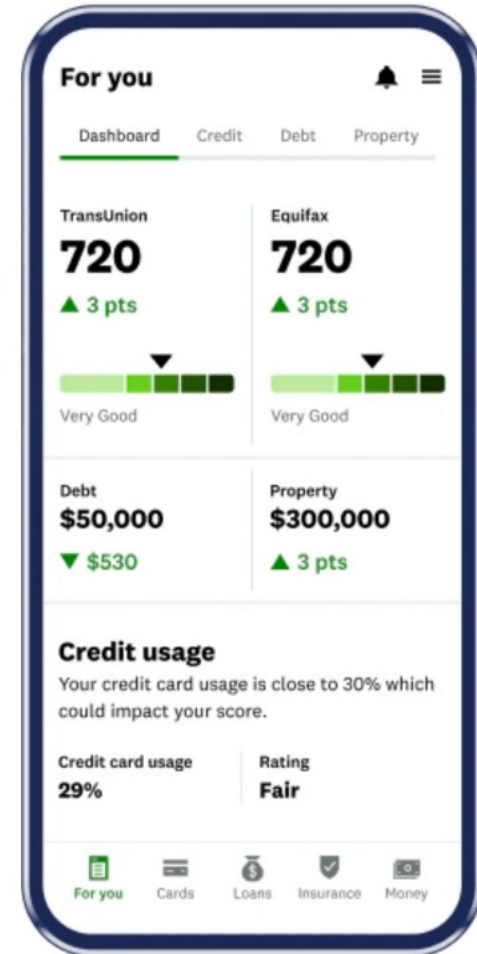 For you
Dashboard Credit Debt Property
TransUnion Equifax
720 720
▲ 3 pts ▲ 3 pts
Very Good Very Good
Debt Property
$50,000 $300,000
▼ $530 ▲ 3 pts
Credit usage
Your credit card usage is close to 30% which
could impact your score.
Credit card usage Rating
29% Fair
For you Cards Loans Insurance Money